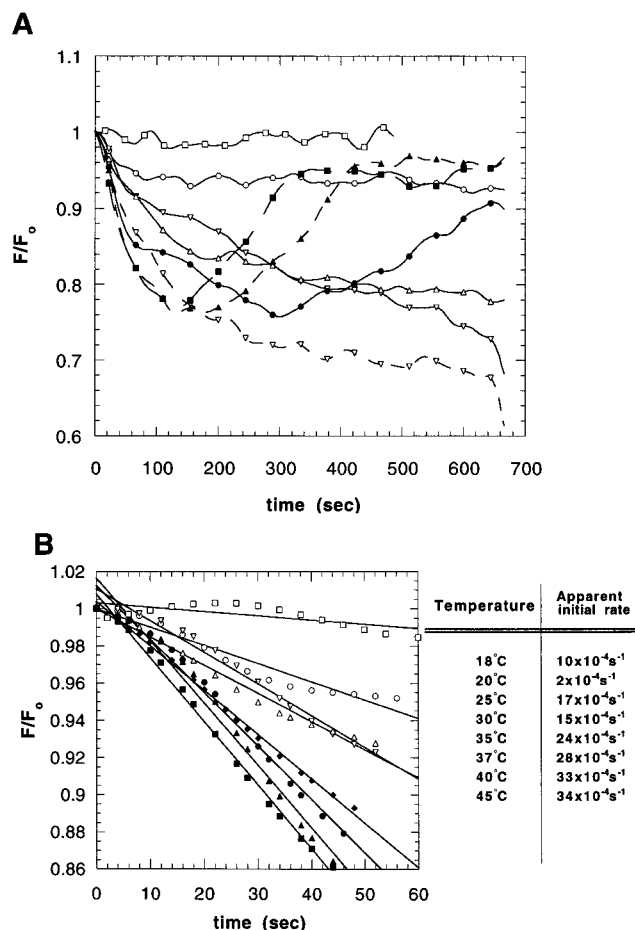 A
1.1
1
0.9
0.8
0.7
0.6
F/Fo
0 100 200 300 400 500 600 700
time (sec)
B
1.02
1
0.98
0.96
0.94
0.92
0.9
0.88
0.86
F/Fo
0 10 20 30 40 50 60
time (sec)
Temperature Apparent initial rate
18°C 10x10⁻⁴s⁻¹
20°C 2x10⁻⁴s⁻¹
25°C 17x10⁻⁴s⁻¹
30°C 15x10⁻⁴s⁻¹
35°C 24x10⁻⁴s⁻¹
37°C 28x10⁻⁴s⁻¹
40°C 33x10⁻⁴s⁻¹
45°C 34x10⁻⁴s⁻¹